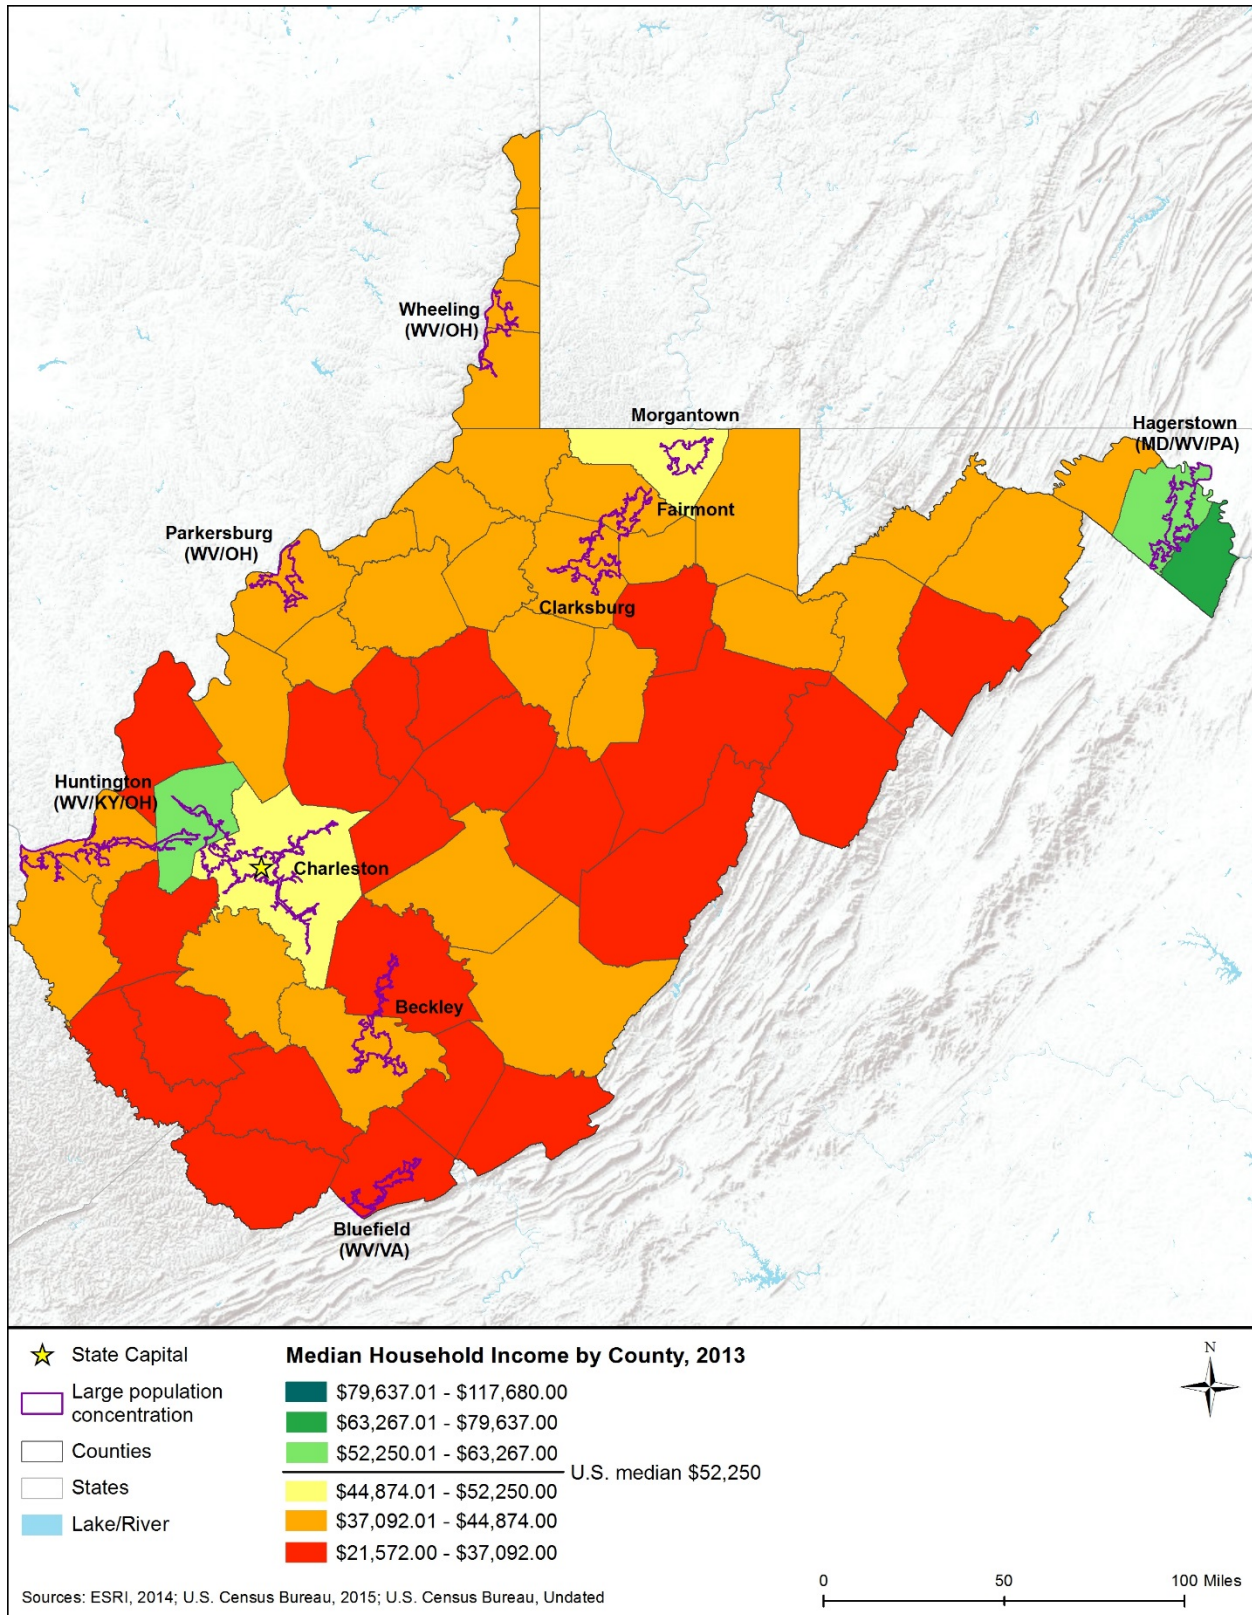 Wheeling
(WV/OH)
Morgantown
Hagerstown
(MD/WV/PA)
Fairmont
Parkersburg
(WV/OH)
Clarksburg
Huntington
(WV/KY/OH)
Charleston
Beckley
Bluefield
(WV/VA)
State Capital
Large population
concentration
Counties
States
Lake/River
Median Household Income by County, 2013
$79,637.01 - $117,680.00
$63,267.01 - $79,637.00
$52,250.01 - $63,267.00
U.S. median $52,250
$44,874.01 - $52,250.00
$37,092.01 - $44,874.00
$21,572.00 - $37,092.00
N
0 50 100 Miles
Sources: ESRI, 2014; U.S. Census Bureau, 2015; U.S. Census Bureau, Undated